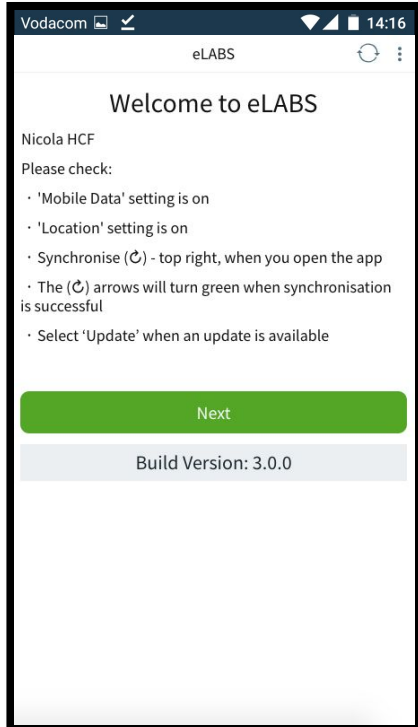 Vodacom 14:16
eLABS
Welcome to eLABS
Nicola HCF
Please check:
· 'Mobile Data' setting is on
· 'Location' setting is on
· Synchronise (↻) - top right, when you open the app
· The (↻) arrows will turn green when synchronisation
is successful
· Select ‘Update’ when an update is available
Next
Build Version: 3.0.0